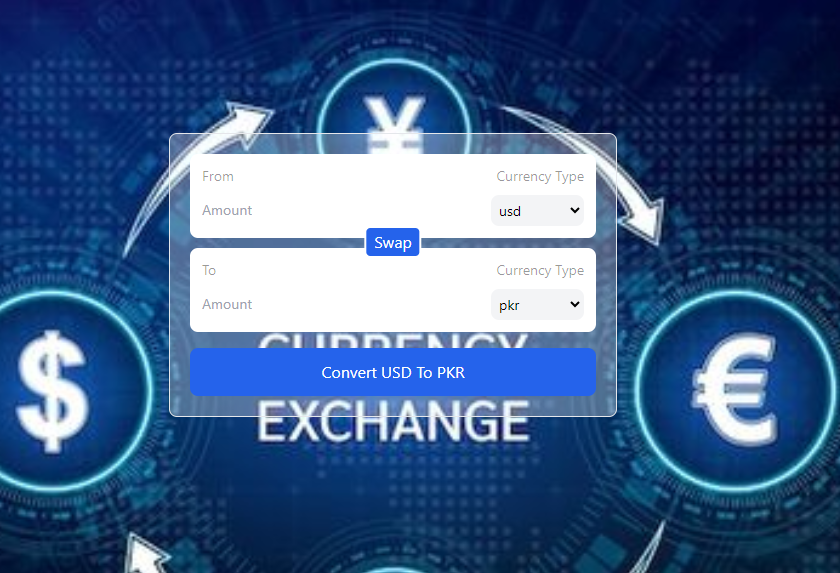 ¥
From
Currency Type
Amount
usd
Swap
To
Currency Type
Amount
pkr
$
CURRENCY
€
Convert USD To PKR
EXCHANGE